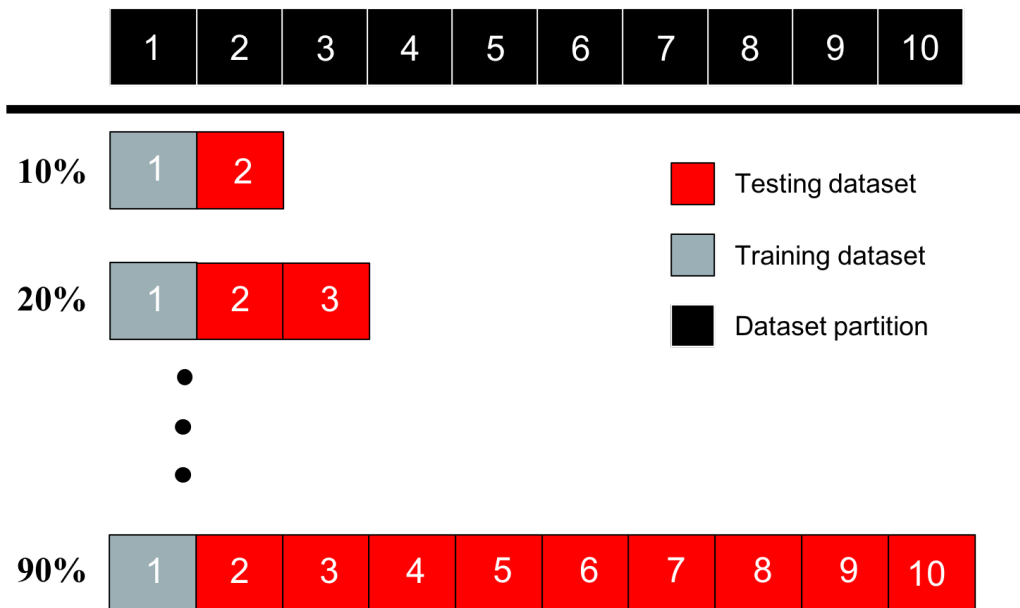 1 2 3 4 5 6 7 8 9 10
10% 1 2
Testing dataset
Training dataset
20% 1 2 3
Dataset partition
90% 1 2 3 4 5 6 7 8 9 10